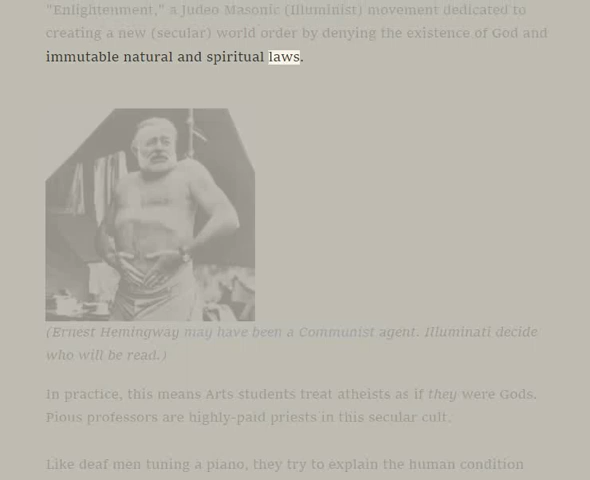 "Enlightenment," a Judeo Masonic (Illuminist) movement dedicated to
creating a new (secular) world order by denying the existence of God and
immutable natural and spiritual laws.
(Ernest Hemingway may have been a Communist agent. Illuminati decide
who will be read.)
In practice, this means Arts students treat atheists as if they were Gods.
Pious professors are highly-paid priests in this secular cult.
Like deaf men tuning a piano, they try to explain the human condition